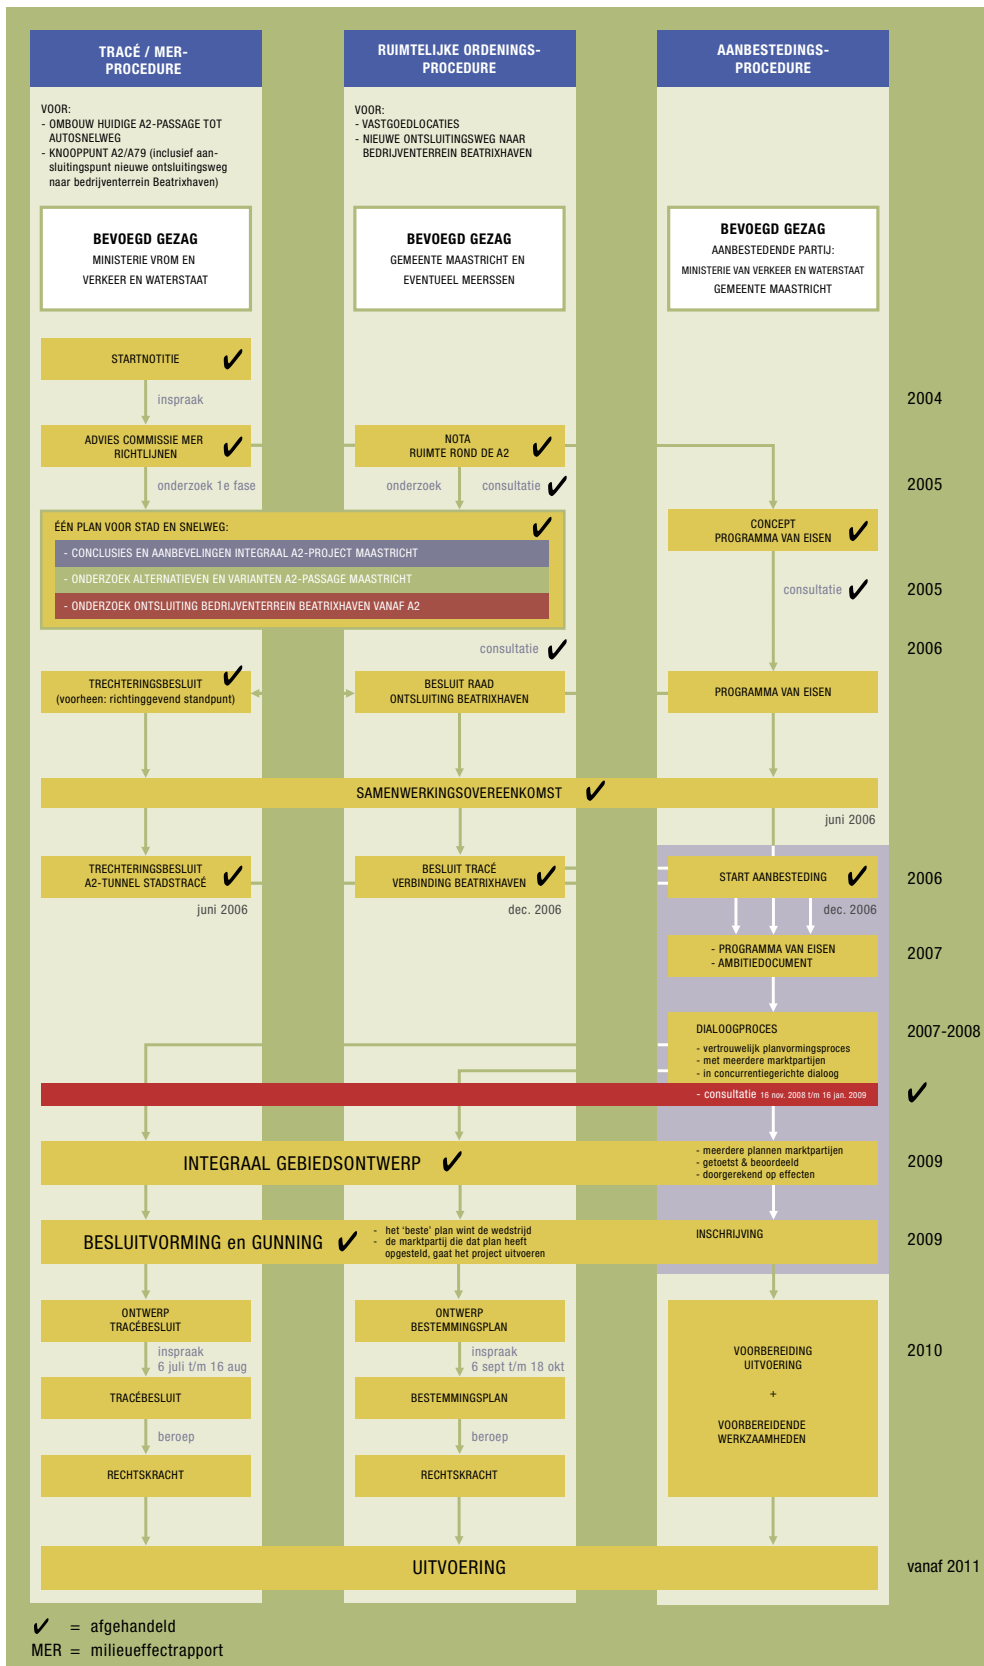 TRACÉ / MER-
PROCEDURE
RUIMTELIJKE ORDENINGS-
PROCEDURE
AANBESTEDINGS-
PROCEDURE
VOOR:
- OMBOUW HUIDIGE A2-PASSAGE TOT
AUTOSNELWEG
- KNOOPPUNT A2/A79 (inclusief aan-
sluitingspunt nieuwe ontsluitingsweg
naar bedrijventerrein Beatrixhaven)
VOOR:
- VASTGOEDLOCATIES
- NIEUWE ONTSLUITINGSWEG NAAR
BEDRIJVENTERREIN BEATRIXHAVEN
BEVOEGD GEZAG
MINISTERIE VROM EN
VERKEER EN WATERSTAAT
BEVOEGD GEZAG
GEMEENTE MAASTRICHT EN
EVENTUEEL MEERSSEN
BEVOEGD GEZAG
AANBESTEDENDE PARTIJ:
MINISTERIE VAN VERKEER EN WATERSTAAT
GEMEENTE MAASTRICHT
STARTNOTITIE ✔
inspraak
2004
ADVIES COMMISSIE MER
RICHTLIJNEN ✔
NOTA
RUIMTE ROND DE A2 ✔
onderzoek 1e fase
onderzoek
consultatie ✔
2005
ÉÉN PLAN VOOR STAD EN SNELWEG: ✔
- CONCLUSIES EN AANBEVELINGEN INTEGRAAL A2-PROJECT MAASTRICHT
- ONDERZOEK ALTERNATIEVEN EN VARIANTEN A2-PASSAGE MAASTRICHT
- ONDERZOEK ONTSLUITING BEDRIJVENTERREIN BEATRIXHAVEN VANAF A2
CONCEPT
PROGRAMMA VAN EISEN ✔
consultatie ✔
2005
consultatie ✔
2006
TRECHTERINGSBESLUIT ✔
(voorheen: richtinggevend standpunt)
BESLUIT RAAD
ONTSLUITING BEATRIXHAVEN
PROGRAMMA VAN EISEN
SAMENWERKINGSOVEREENKOMST ✔
juni 2006
TRECHTERINGSBESLUIT
A2-TUNNEL STADSTRACÉ ✔
juni 2006
BESLUIT TRACÉ
VERBINDING BEATRIXHAVEN ✔
dec. 2006
START AANBESTEDING ✔
dec. 2006
2006
- PROGRAMMA VAN EISEN
- AMBITIEDOCUMENT
2007
DIALOOGPROCES
- vertrouwelijk planvormingsproces
- met meerdere marktpartijen
- in concurrentiegerichte dialoog
2007-2008
- consultatie 16 nov. 2008 t/m 16 jan. 2009
✔
INTEGRAAL GEBIEDSONTWERP ✔
- meerdere plannen marktpartijen
- getoetst & beoordeeld
- doorgerekend op effecten
2009
BESLUITVORMING en GUNNING ✔
- het ‘beste’ plan wint de wedstrijd
- de marktpartij die dat plan heeft
opgesteld, gaat het project uitvoeren
INSCHRIJVING
2009
ONTWERP
TRACÉBESLUIT
ONTWERP
BESTEMMINGSPLAN
inspraak
6 juli t/m 16 aug
inspraak
6 sept t/m 18 okt
VOORBEREIDING
UITVOERING
+
VOORBEREIDENDE
WERKZAAMHEDEN
2010
TRACÉBESLUIT
BESTEMMINGSPLAN
beroep
beroep
RECHTSKRACHT
RECHTSKRACHT
UITVOERING
vanaf 2011
✔ = afgehandeld
MER = milieueffectrapport